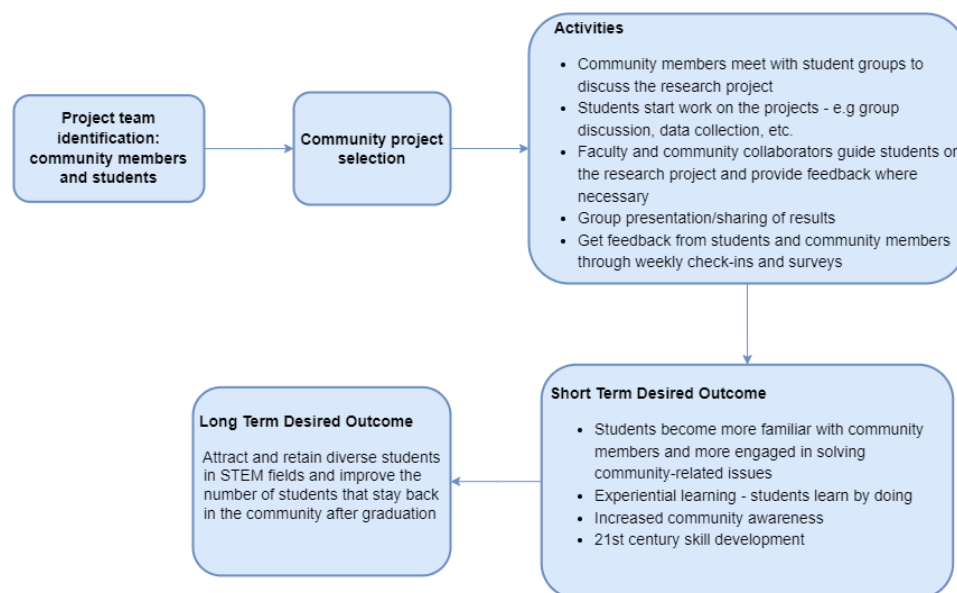 Project team
identification:
community members
and students
Community project
selection
Activities
• Community members meet with student groups to
discuss the research project
• Students start work on the projects - e.g group
discussion, data collection, etc.
• Faculty and community collaborators guide students on
the research project and provide feedback where
necessary
• Group presentation/sharing of results
• Get feedback from students and community members
through weekly check-ins and surveys
Short Term Desired Outcome
• Students become more familiar with community
members and more engaged in solving
community-related issues
• Experiential learning - students learn by doing
• Increased community awareness
• 21st century skill development
Long Term Desired Outcome
Attract and retain diverse students
in STEM fields and improve the
number of students that stay back
in the community after graduation